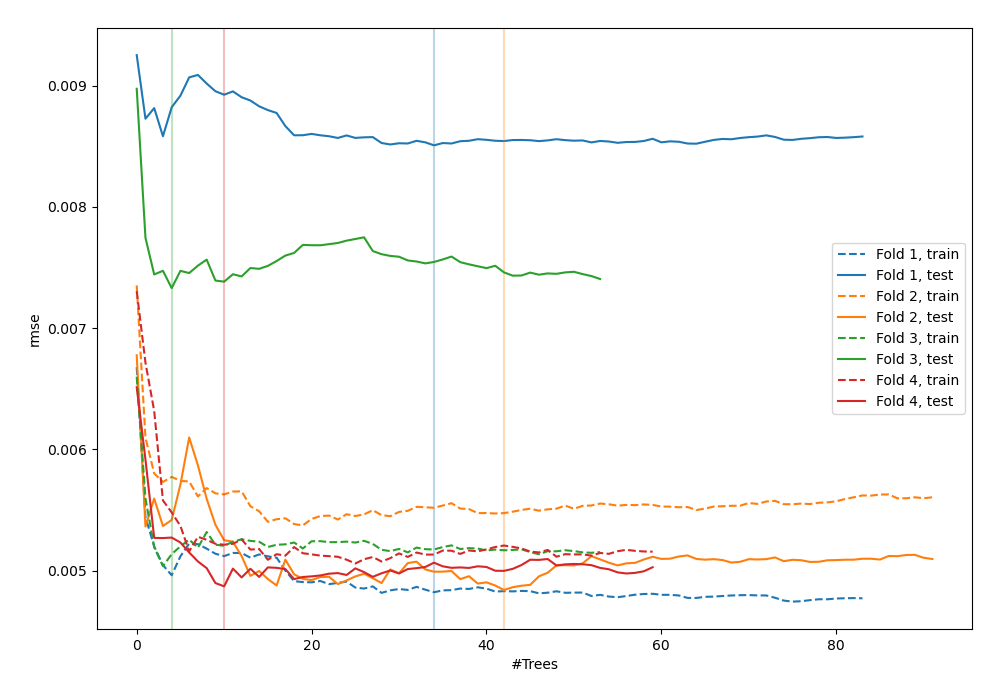 0.009
0.008
0.007
0.006
0.005
rmse
0
20
40
60
80
#Trees
Fold 1, train
Fold 1, test
Fold 2, train
Fold 2, test
Fold 3, train
Fold 3, test
Fold 4, train
Fold 4, test